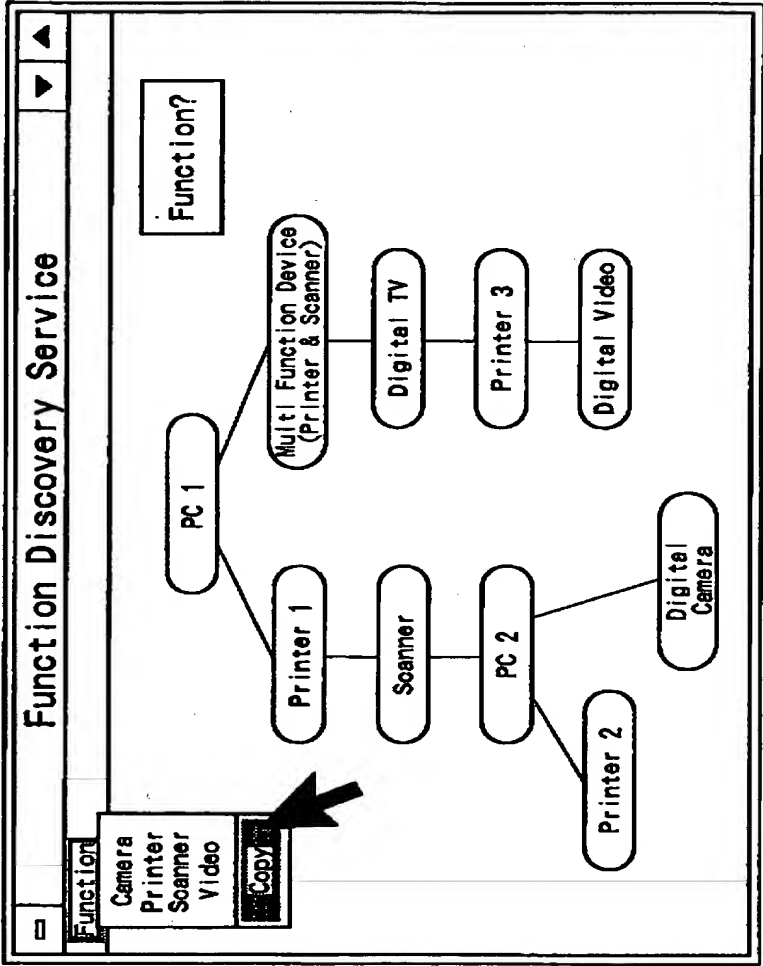 Function Discovery Service
Function
Camera
Printer
Scanner
Video
Copy
Function?
PC 1
Printer 1
Multi Function Device
(Printer & Scanner)
Scanner
Digital TV
PC 2
Printer 3
Printer 2
Digital
Camera
Digital Video